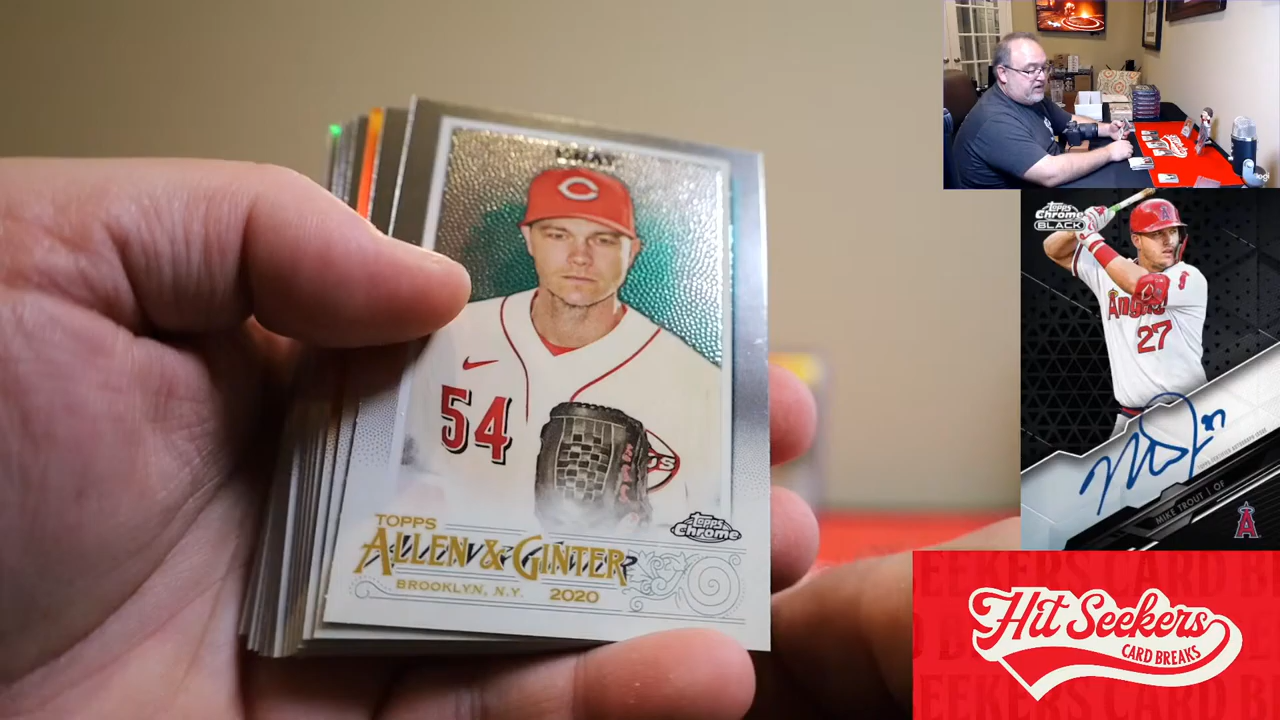 C
54
TOPPS
ALLEN & GINTER
BROOKLYN, N.Y. 2020
Topps
Chrome
logi
Topps
Chrome
BLACK
A
Angels
27
MIKE TROUT | OF
A
Hit Seekers
CARD BREAKS